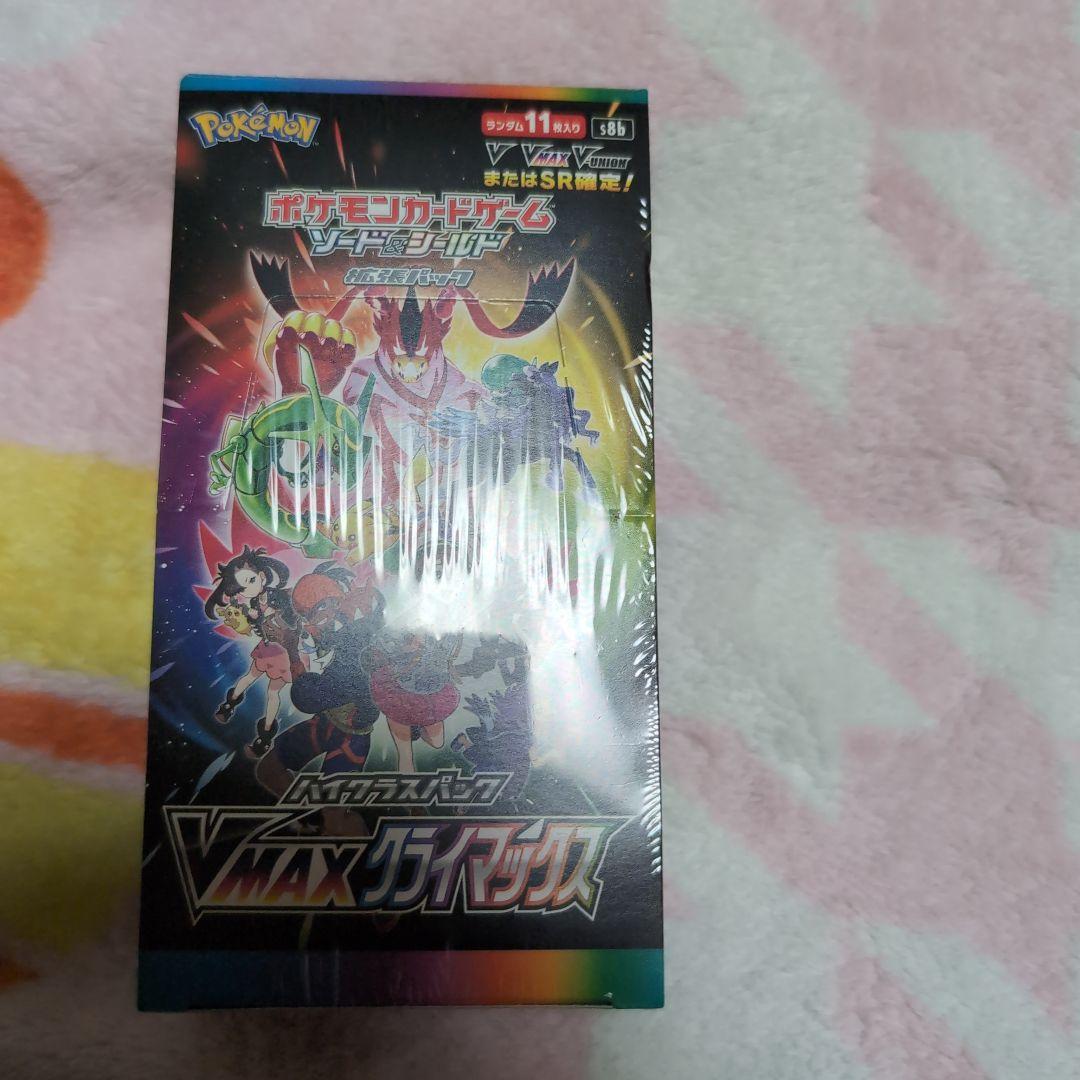 POKÉMON
ランダム11枚入り s8b
V VMAX V-UNION
またはSR確定!
ポケモンカードゲーム
ソード&シールド
拡張パック
ハイクラスパック
VMAXクライマックス